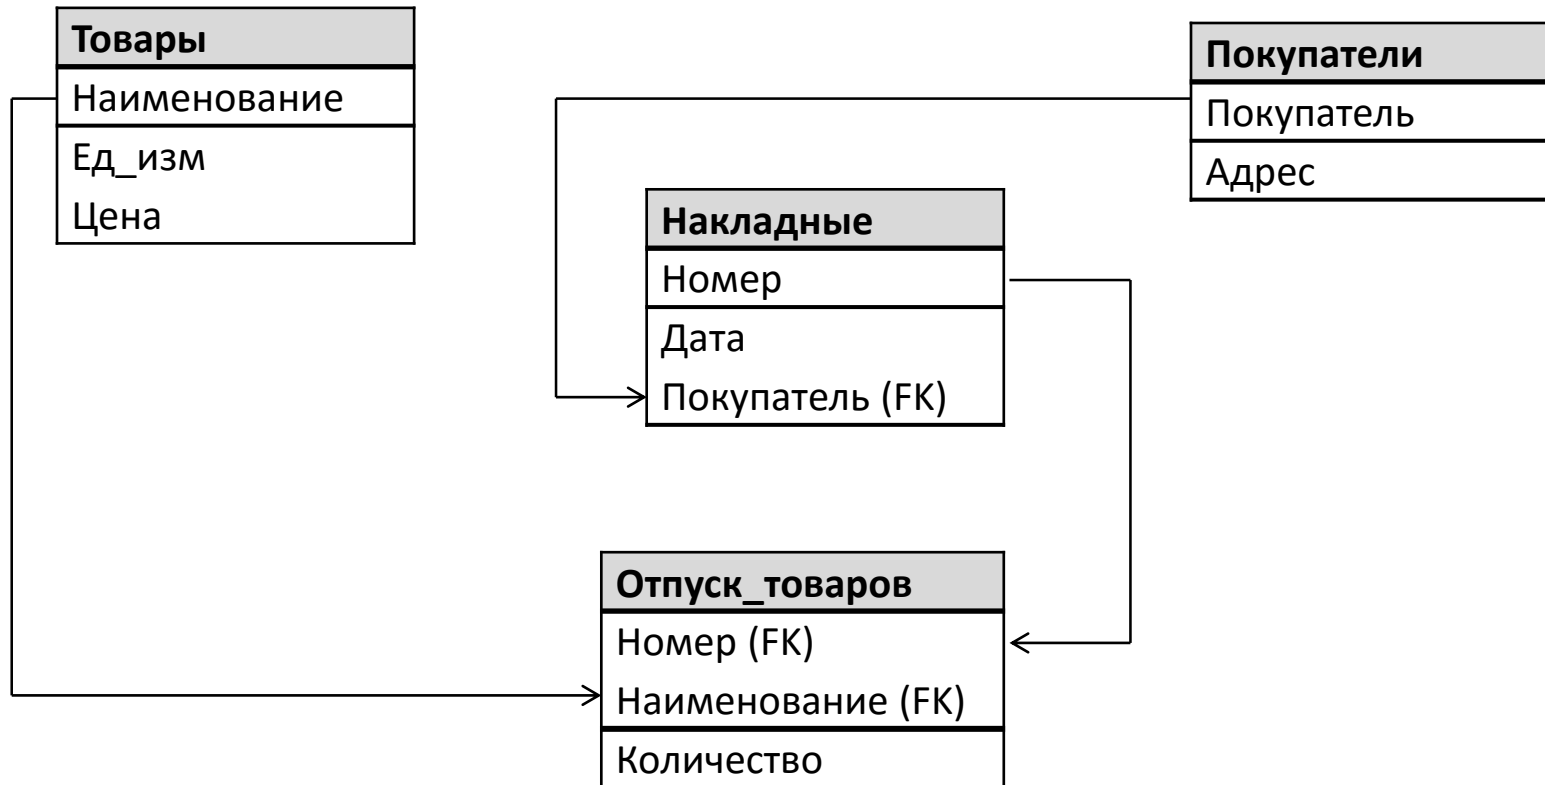 Товары
Наименование
Ед_изм
Цена
Покупатели
Покупатель
Адрес
Накладные
Номер
Дата
Покупатель (FK)
Отпуск_товаров
Номер (FK)
Наименование (FK)
Количество